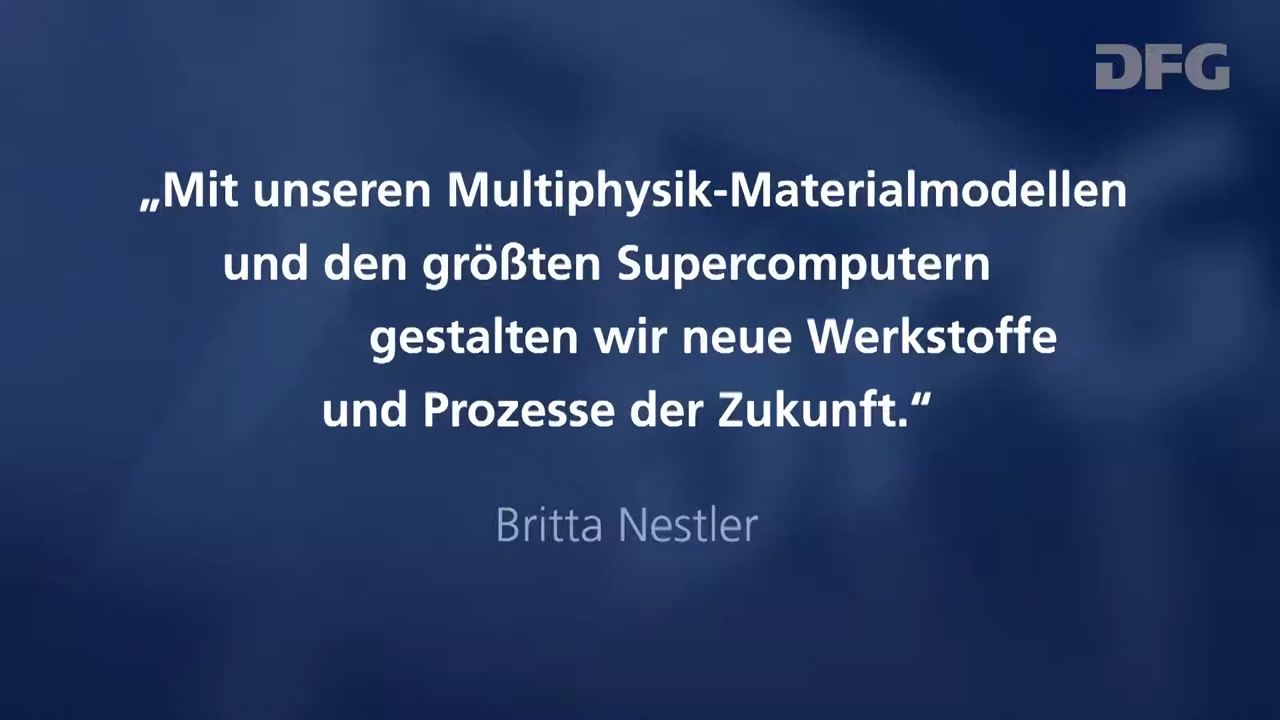 DFG
„Mit unseren Multiphysik-Materialmodellen
und den größten Supercomputern
gestalten wir neue Werkstoffe
und Prozesse der Zukunft.“
Britta Nestler